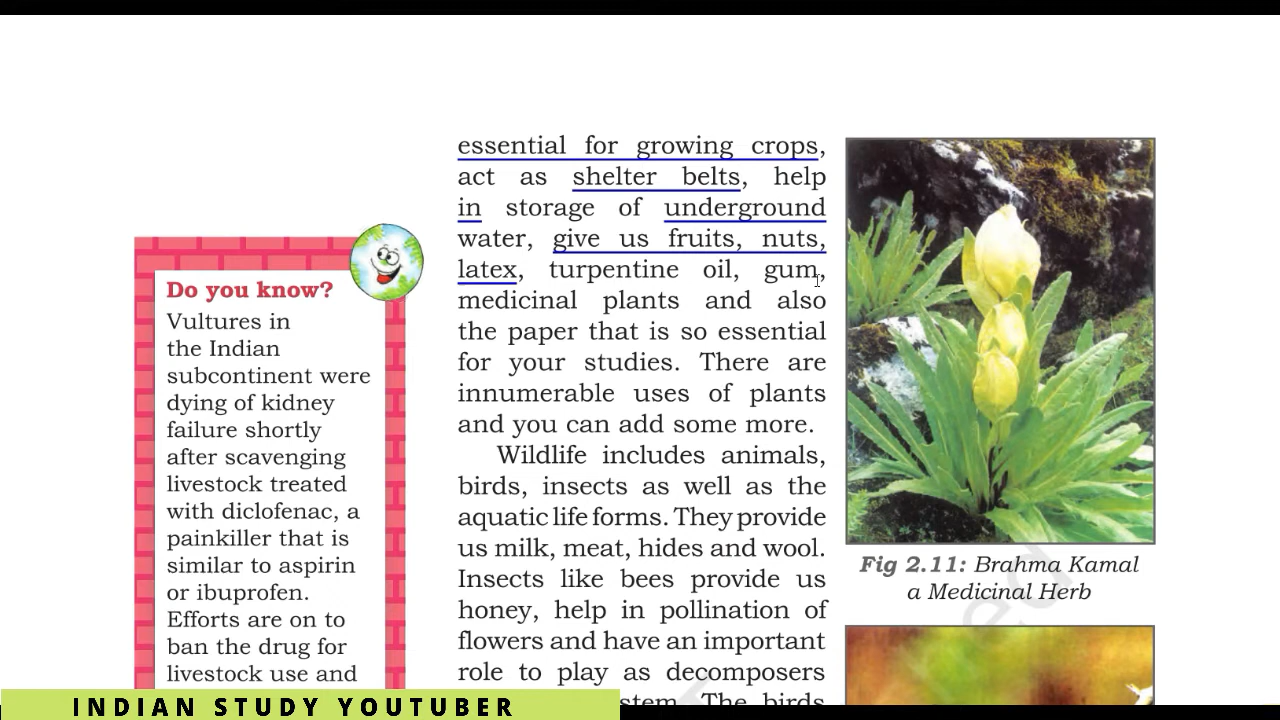 essential for growing crops,
act as shelter belts, help
in storage of underground
water, give us fruits, nuts,
latex, turpentine oil, gum,
medicinal plants and also
the paper that is so essential
for your studies. There are
innumerable uses of plants
and you can add some more.
Wildlife includes animals,
birds, insects as well as the
aquatic life forms. They provide
us milk, meat, hides and wool.
Insects like bees provide us
honey, help in pollination of
flowers and have an important
role to play as decomposers
The birds
Do you know?
Vultures in
the Indian
subcontinent were
dying of kidney
failure shortly
after scavenging
livestock treated
with diclofenac, a
painkiller that is
similar to aspirin
or ibuprofen.
Efforts are on to
ban the drug for
livestock use and
Fig 2.11: Brahma Kamal
a Medicinal Herb
INDIAN STUDY YOUTUBER